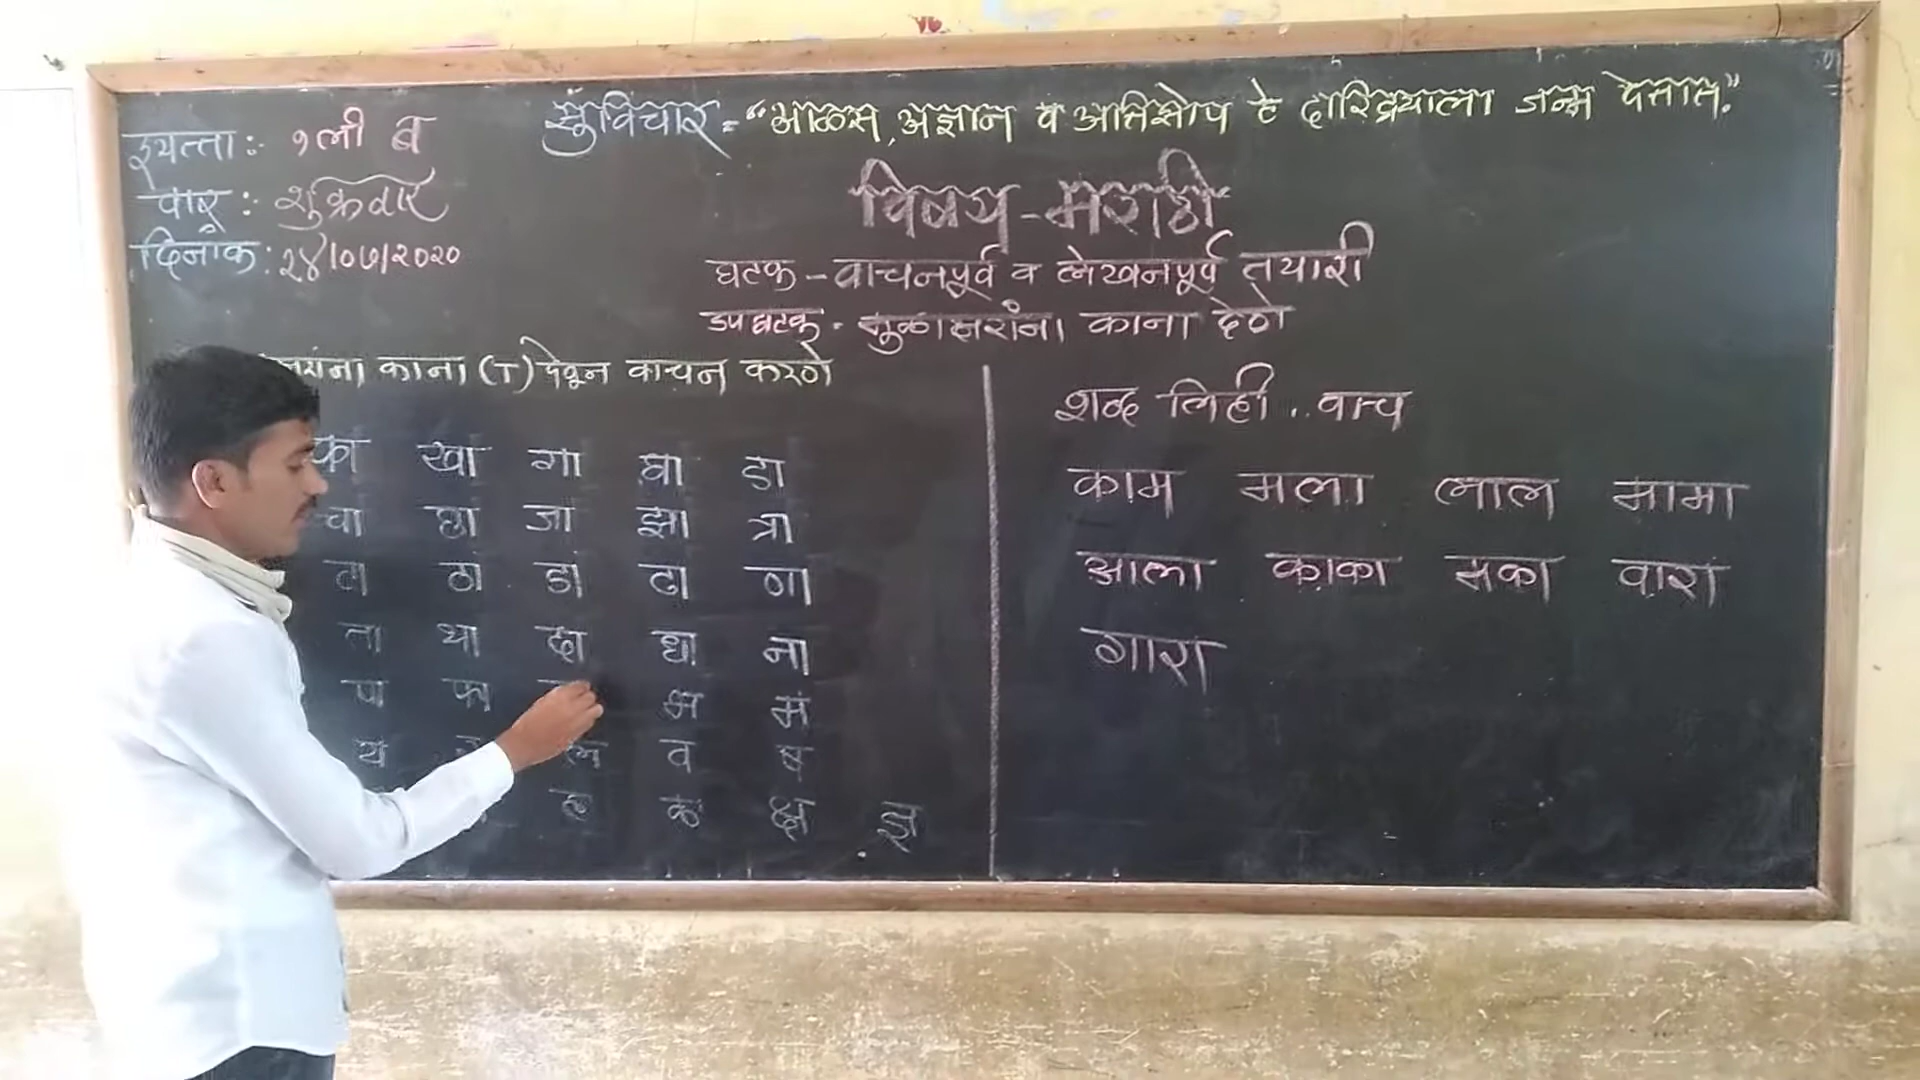 इयत्ता :- १ली ब
वार :- शुक्रवार
दिनांक : २४/०७/२०२०
सुविचार = "आळस, अज्ञान व अतिझोप हे दारिद्र्याला जन्म देतात."
विषय - मराठी
घटक - वाचनपूर्व व लेखनपूर्व तयारी
उपघटक - मुळाक्षरांना काना देणे
काना (ा) देवून वाचन करणे
का खा गा घा डा
चा छा जा झा त्रा
टा ठा डा ढा णा
ता था दा धा ना
प फा भ म
य ल व ष
ह ळ क्ष ज्ञ
शब्द लिही .. वाच
काम मला लाल मामा
आला काका सका वारा
गारा